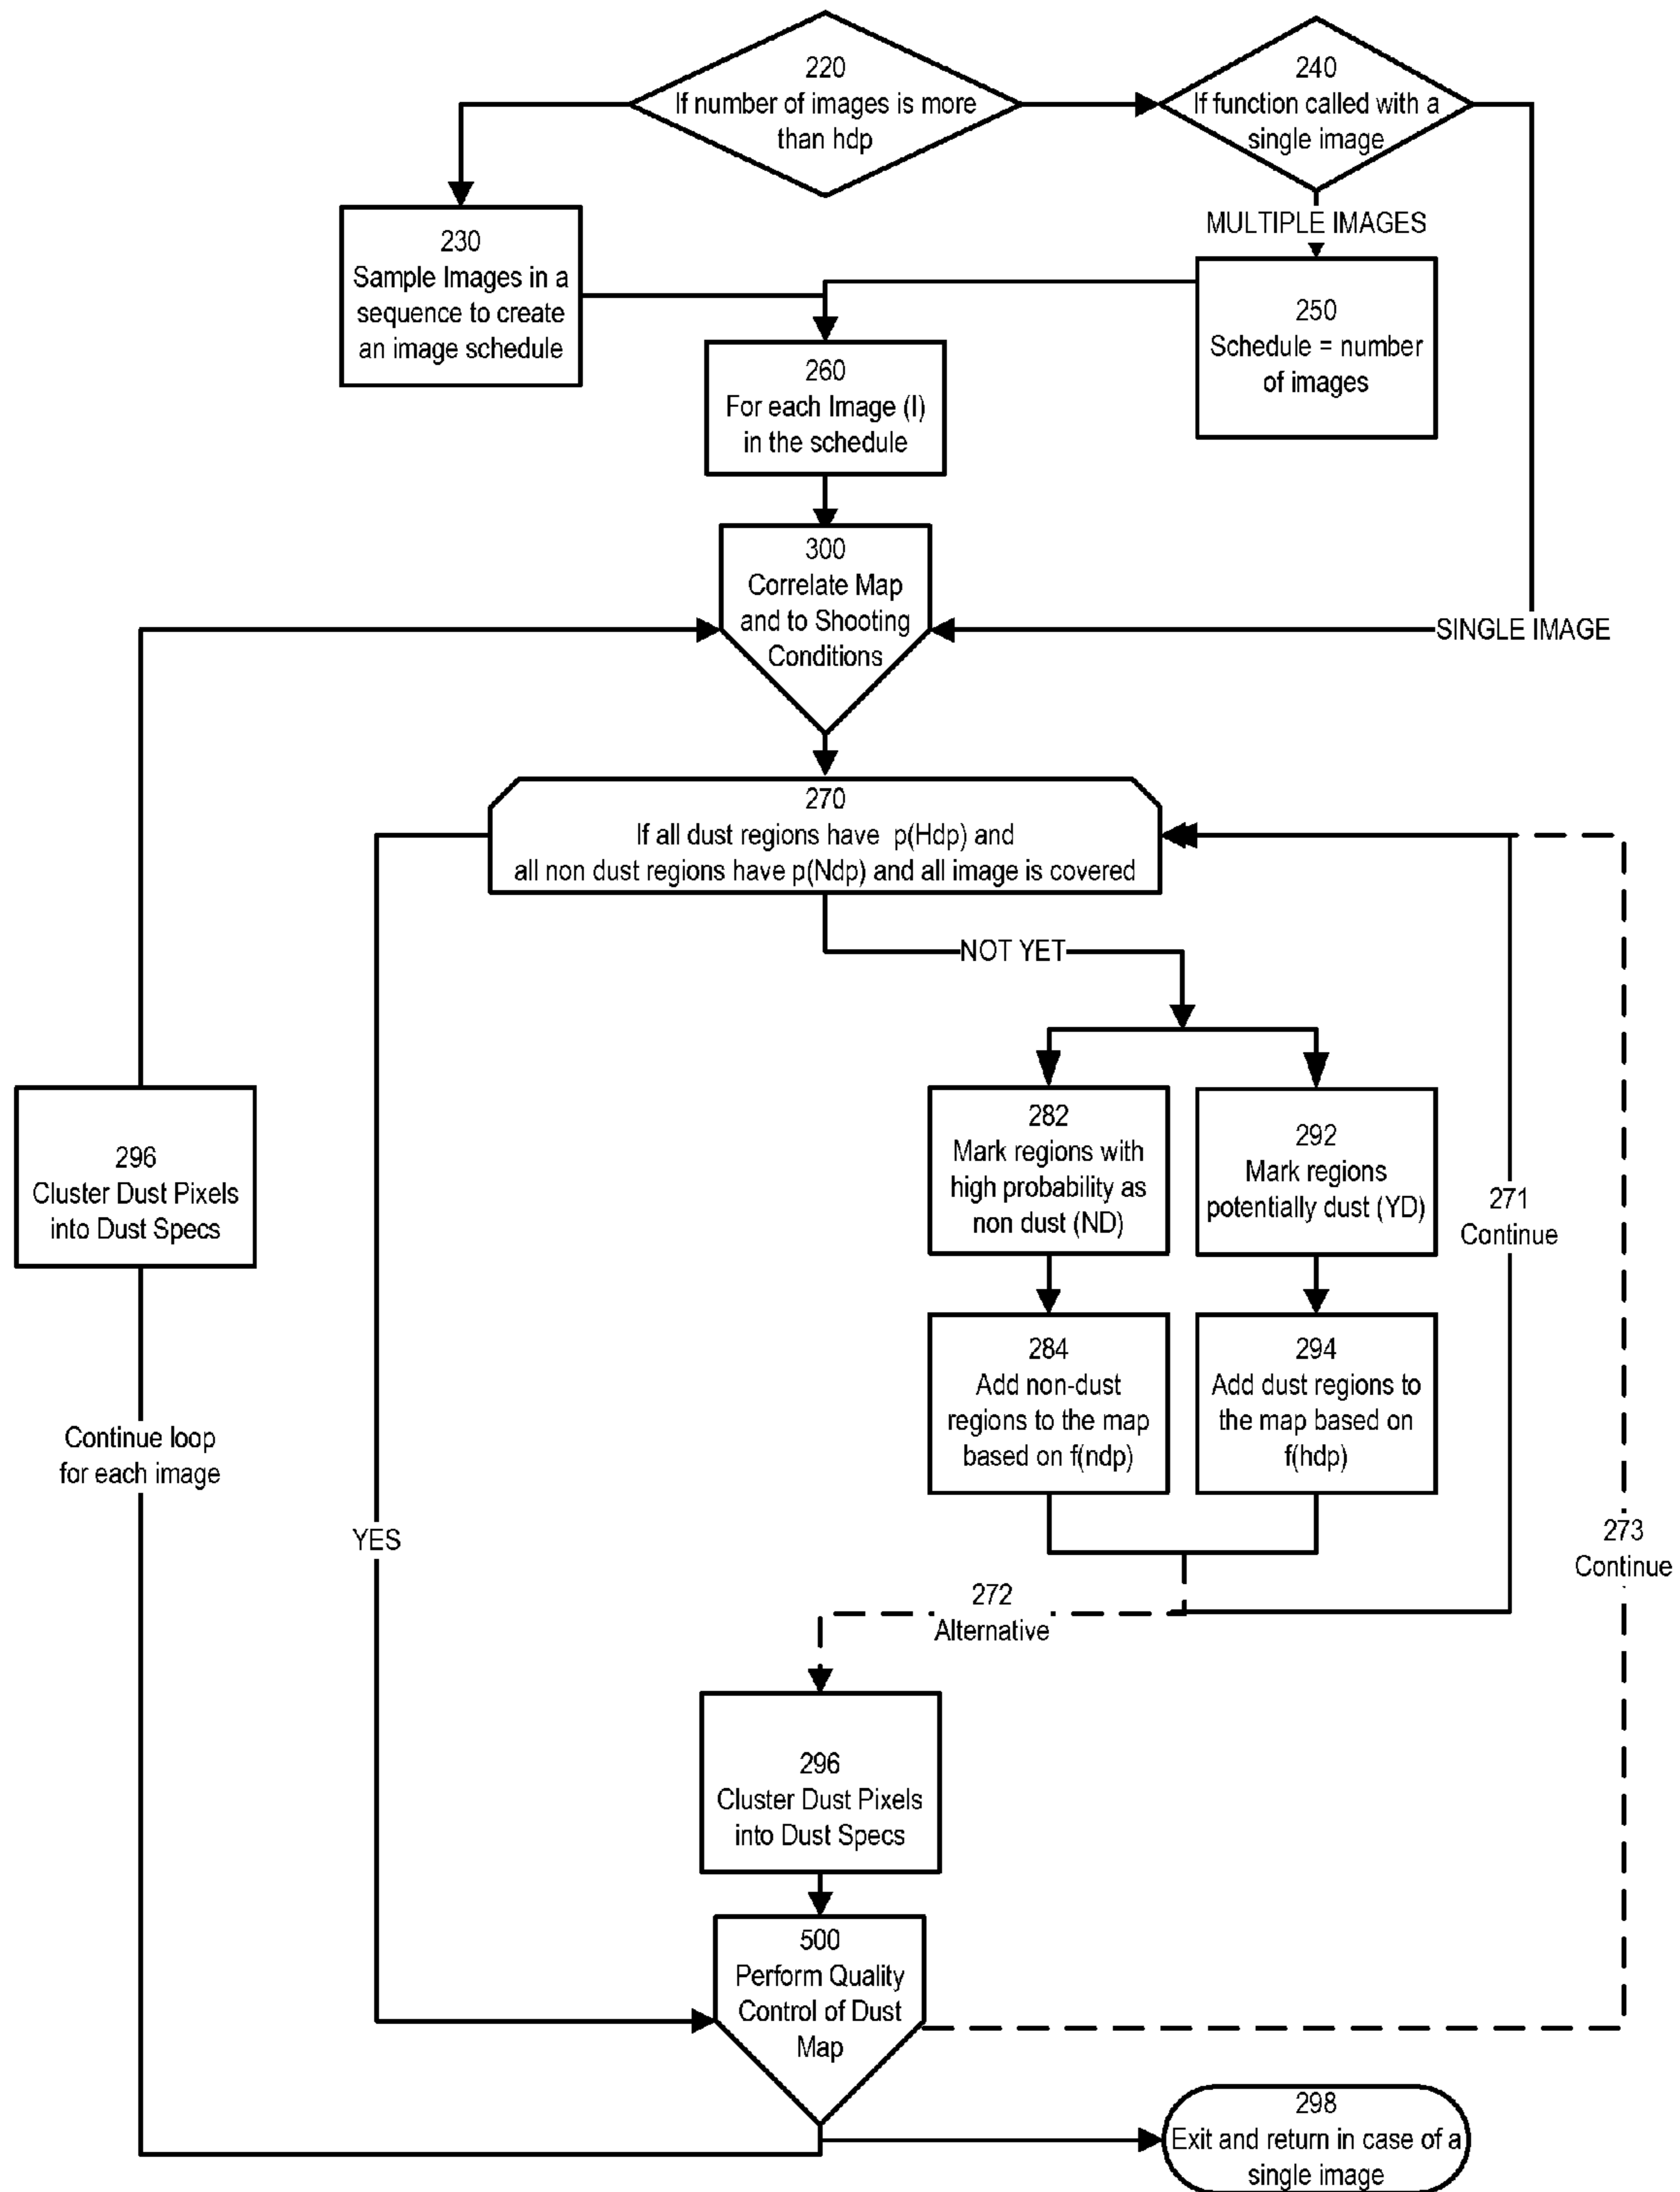 220
If number of images is more
than hdp
240
If function called with a
single image
MULTIPLE IMAGES
230
Sample Images in a
sequence to create
an image schedule
250
Schedule = number
of images
260
For each Image (I)
in the schedule
300
Correlate Map
and to Shooting
Conditions
SINGLE IMAGE
270
If all dust regions have p(Hdp) and
all non dust regions have p(Ndp) and all image is covered
NOT YET
282
Mark regions with
high probability as
non dust (ND)
292
Mark regions
potentially dust (YD)
271
Continue
296
Cluster Dust Pixels
into Dust Specs
284
Add non-dust
regions to the map
based on f(ndp)
294
Add dust regions to
the map based on
f(hdp)
Continue loop
for each image
YES
273
Continue
272
Alternative
296
Cluster Dust Pixels
into Dust Specs
500
Perform Quality
Control of Dust
Map
298
Exit and return in case of a
single image